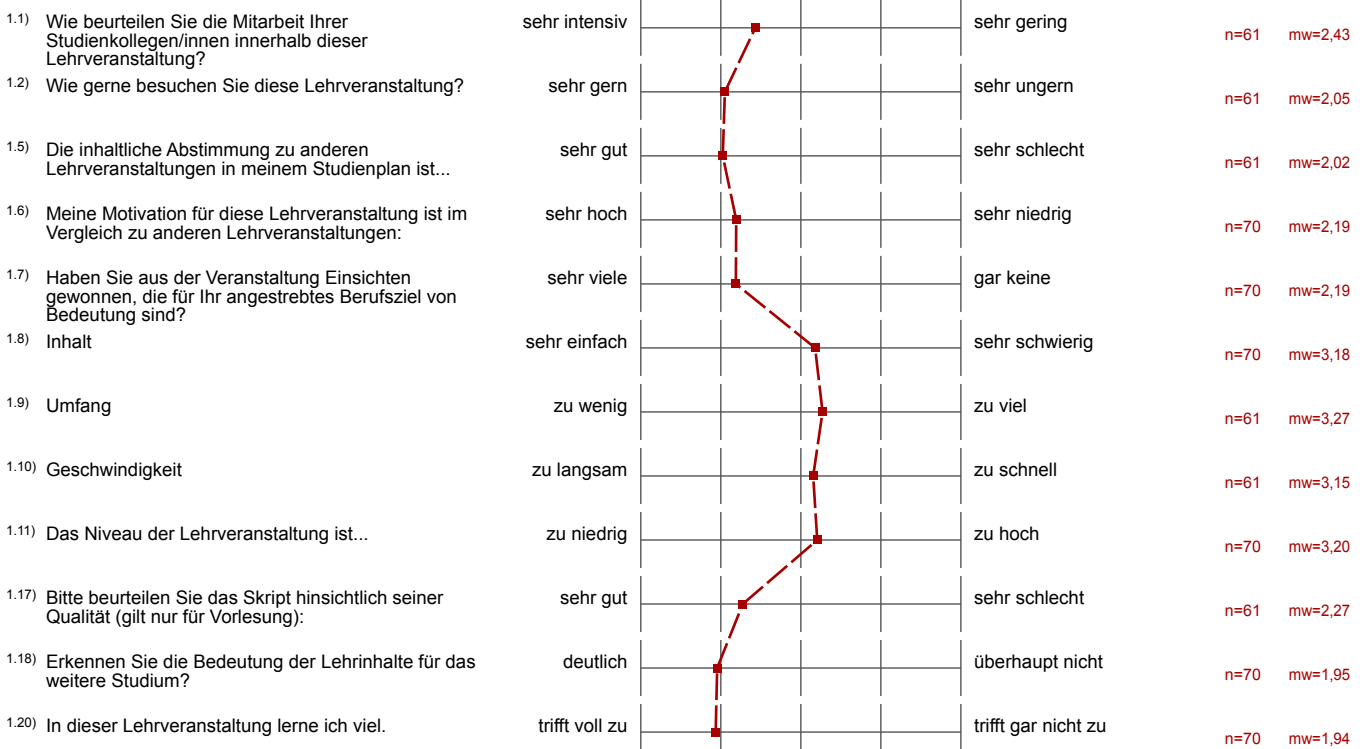 1.1) Wie beurteilen Sie die Mitarbeit Ihrer sehr intensiv sehr gering n=61 mw=2,43
Studienkollegen/innen innerhalb dieser
Lehrveranstaltung?
1.2) Wie gerne besuchen Sie diese Lehrveranstaltung? sehr gern sehr ungern n=61 mw=2,05
1.5) Die inhaltliche Abstimmung zu anderen sehr gut sehr schlecht n=61 mw=2,02
Lehrveranstaltungen in meinem Studienplan ist...
1.6) Meine Motivation für diese Lehrveranstaltung ist im sehr hoch sehr niedrig n=70 mw=2,19
Vergleich zu anderen Lehrveranstaltungen:
1.7) Haben Sie aus der Veranstaltung Einsichten sehr viele gar keine n=70 mw=2,19
gewonnen, die für Ihr angestrebtes Berufsziel von
Bedeutung sind?
1.8) Inhalt sehr einfach sehr schwierig n=70 mw=3,18
1.9) Umfang zu wenig zu viel n=61 mw=3,27
1.10) Geschwindigkeit zu langsam zu schnell n=61 mw=3,15
1.11) Das Niveau der Lehrveranstaltung ist... zu niedrig zu hoch n=70 mw=3,20
1.17) Bitte beurteilen Sie das Skript hinsichtlich seiner sehr gut sehr schlecht n=61 mw=2,27
Qualität (gilt nur für Vorlesung):
1.18) Erkennen Sie die Bedeutung der Lehrinhalte für das deutlich überhaupt nicht n=70 mw=1,95
weitere Studium?
1.20) In dieser Lehrveranstaltung lerne ich viel. trifft voll zu trifft gar nicht zu n=70 mw=1,94